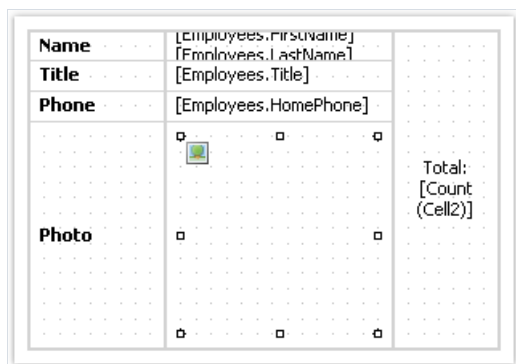 Name
[Employees.FirstName]
[Employees.LastName]
Title
[Employees.Title]
Phone
[Employees.HomePhone]
Photo
Total:
[Count
(Cell2)]